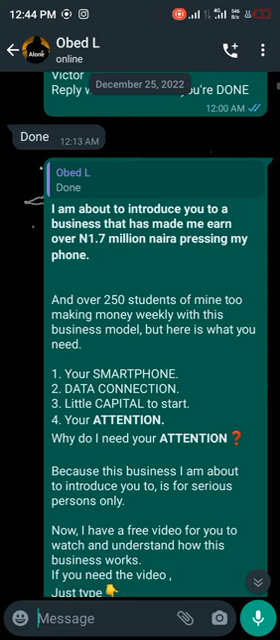 12:44 PM
4G
546
B/s
44
Obed L
online
Alone
Victor
December 25, 2022
Reply you're DONE
12:00 AM
Done
12:13 AM
Obed L
Done
I am about to introduce you to a
business that has made me earn
over N1.7 million naira pressing my
phone.
And over 250 students of mine too
making money weekly with this
business model, but here is what you
need.
1. Your SMARTPHONE.
2. DATA CONNECTION.
3. Little CAPITAL to start.
4. Your ATTENTION.
Why do I need your ATTENTION❓
Because this business I am about
to introduce you to, is for serious
persons only.
Now, I have a free video for you to
watch and understand how this
business works.
If you need the video ,
Just type 👇
Message